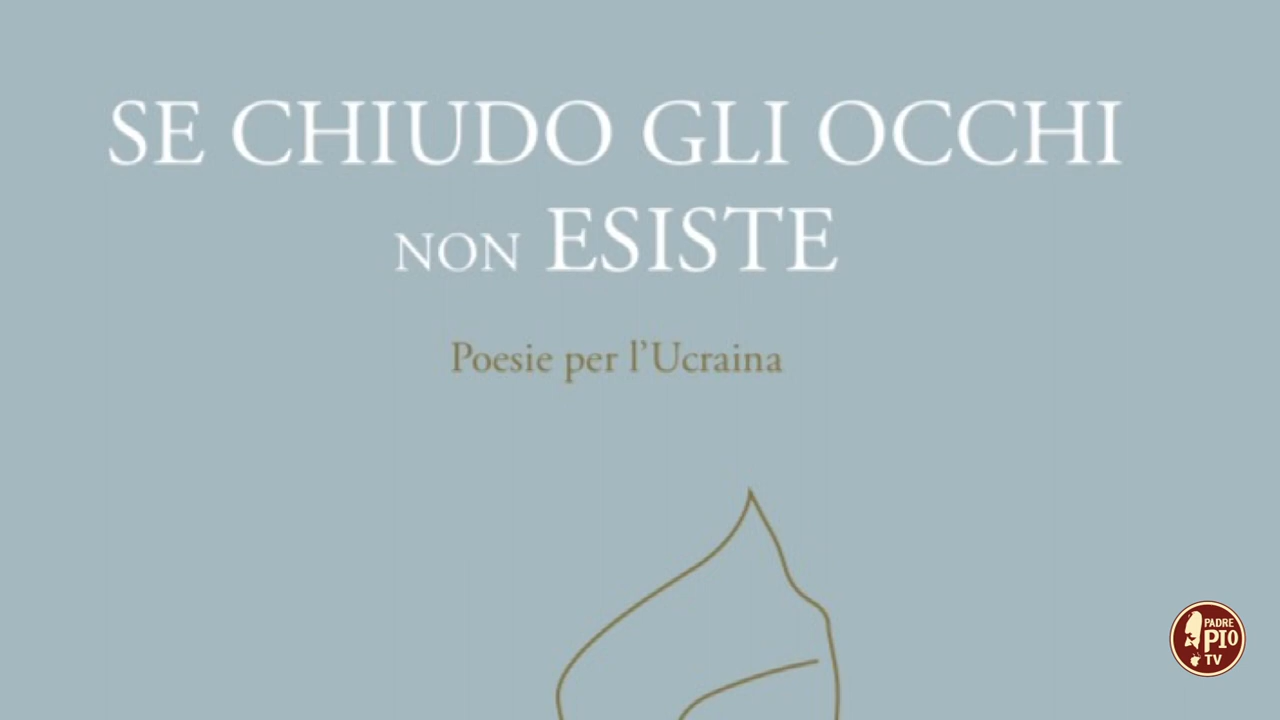 SE CHIUDO GLI OCCHI
NON ESISTE
Poesie per l'Ucraina
PADRE
PIO
TV